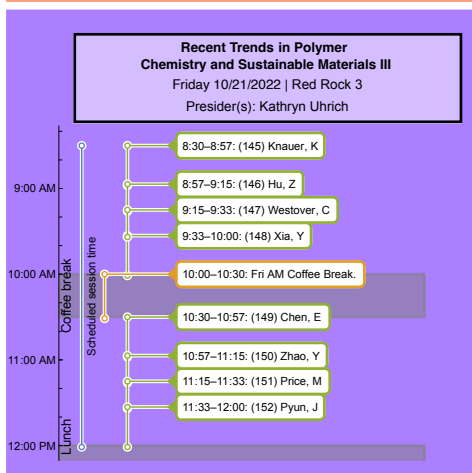 Recent Trends in Polymer
Chemistry and Sustainable Materials III
Friday 10/21/2022 | Red Rock 3
Presider(s): Kathryn Uhrich
8:30–8:57: (145) Knauer, K
9:00 AM
8:57–9:15: (146) Hu, Z
9:15–9:33: (147) Westover, C
9:33–10:00: (148) Xia, Y
10:00 AM
10:00–10:30: Fri AM Coffee Break.
Coffee break
Scheduled session time
10:30–10:57: (149) Chen, E
11:00 AM
10:57–11:15: (150) Zhao, Y
11:15–11:33: (151) Price, M
11:33–12:00: (152) Pyun, J
12:00 PM
Lunch